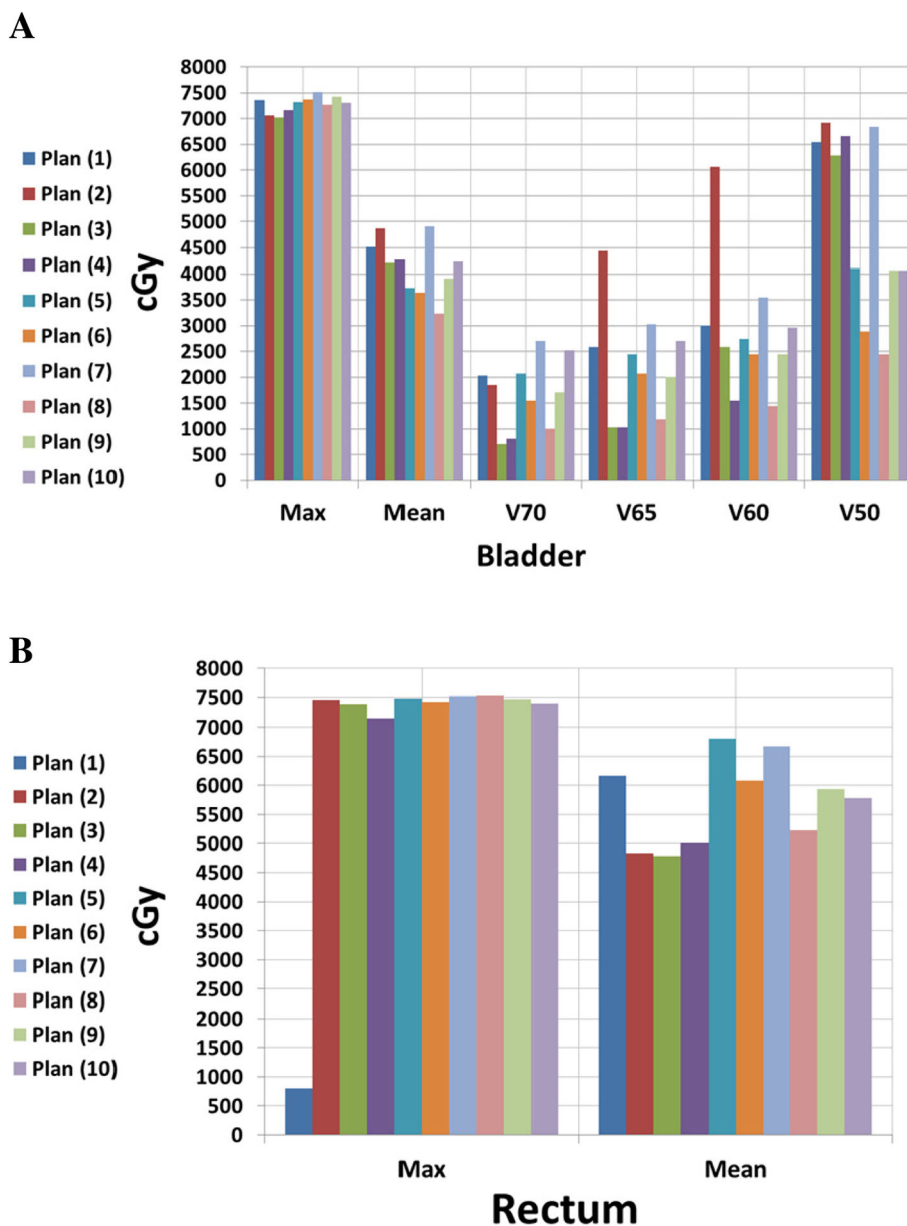 A
8000
7500
7000
6500
6000
5500
5000
4500
4000
3500
3000
2500
2000
1500
1000
500
0
cGy
Plan (1)
Plan (2)
Plan (3)
Plan (4)
Plan (5)
Plan (6)
Plan (7)
Plan (8)
Plan (9)
Plan (10)
Max Mean V70 V65 V60 V50
Bladder
B
8000
7500
7000
6500
6000
5500
5000
4500
4000
3500
3000
2500
2000
1500
1000
500
0
cGy
Plan (1)
Plan (2)
Plan (3)
Plan (4)
Plan (5)
Plan (6)
Plan (7)
Plan (8)
Plan (9)
Plan (10)
Max Mean
Rectum